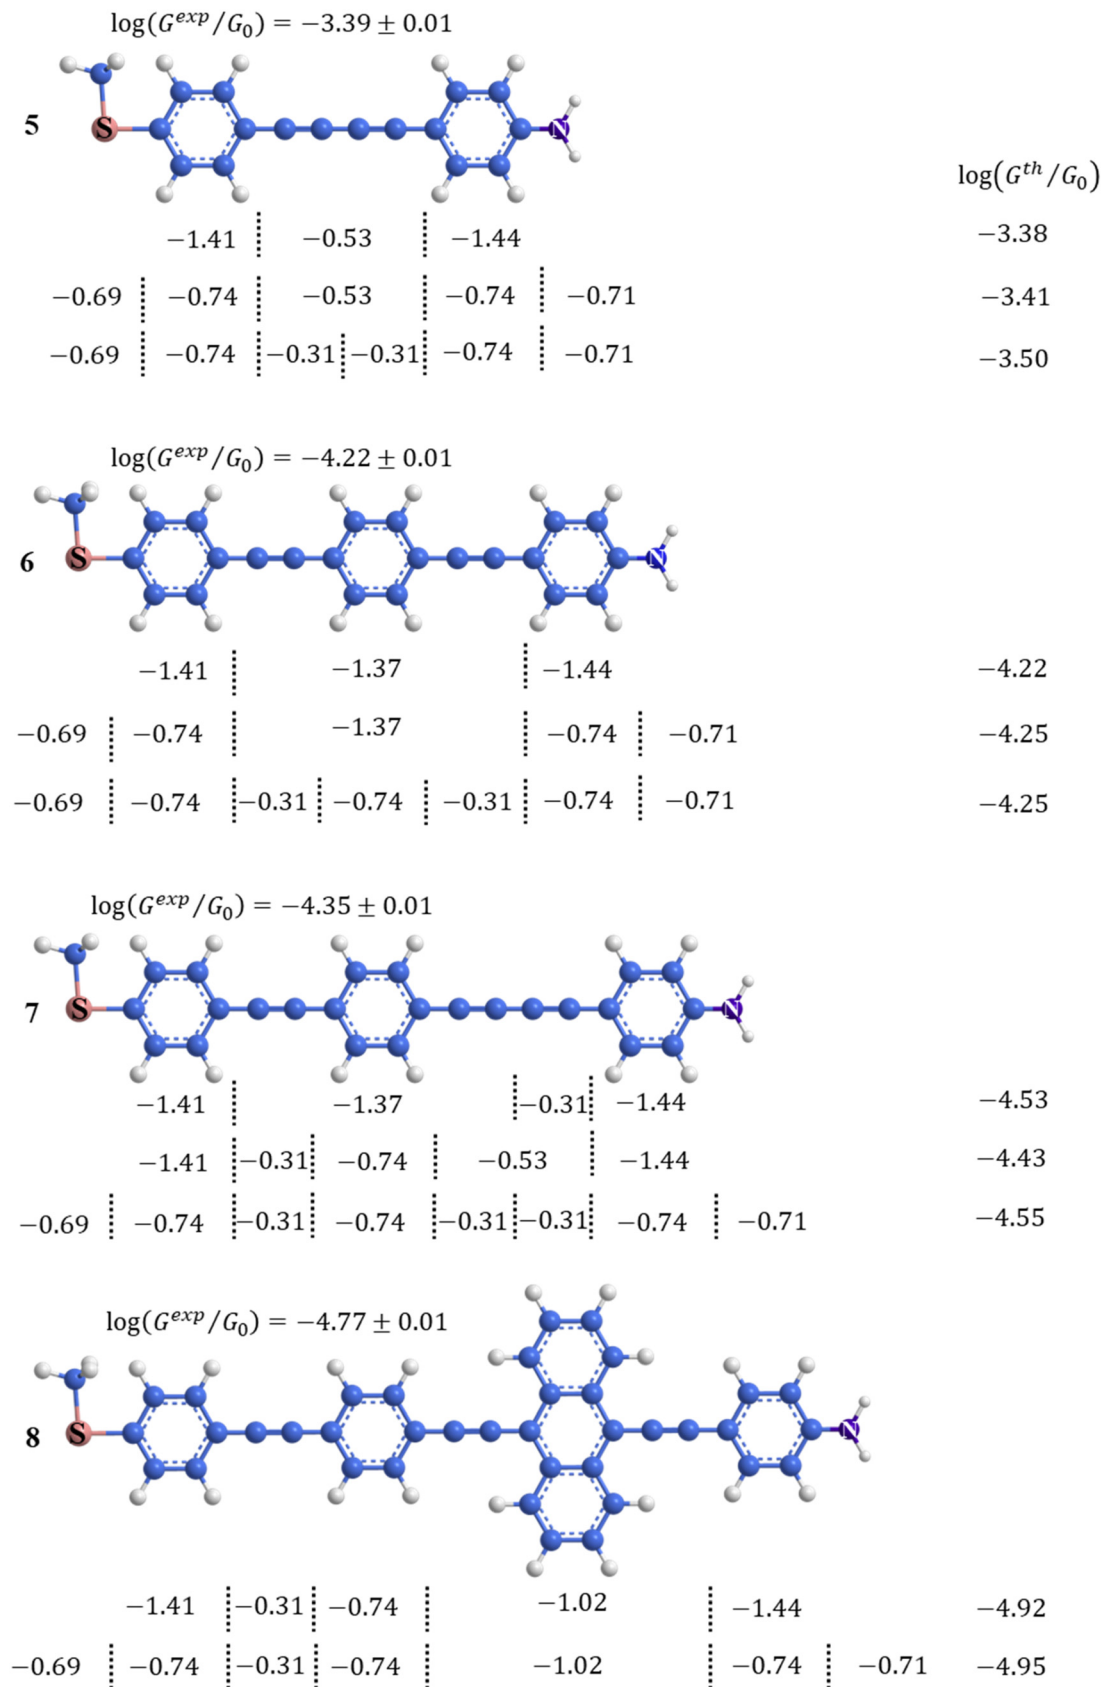 log(G^exp/G₀) = −3.39 ± 0.01
5 S N
log(G^th/G₀)
−1.41 −0.53 −1.44 −3.38
−0.69 −0.74 −0.53 −0.74 −0.71 −3.41
−0.69 −0.74 −0.31 −0.31 −0.74 −0.71 −3.50
log(G^exp/G₀) = −4.22 ± 0.01
6 S N
−1.41 −1.37 −1.44 −4.22
−0.69 −0.74 −1.37 −0.74 −0.71 −4.25
−0.69 −0.74 −0.31 −0.74 −0.31 −0.74 −0.71 −4.25
log(G^exp/G₀) = −4.35 ± 0.01
7 S N
−1.41 −1.37 −0.31 −1.44 −4.53
−1.41 −0.31 −0.74 −0.53 −1.44 −4.43
−0.69 −0.74 −0.31 −0.74 −0.31 −0.31 −0.74 −0.71 −4.55
log(G^exp/G₀) = −4.77 ± 0.01
8 S N
−1.41 −0.31 −0.74 −1.02 −1.44 −4.92
−0.69 −0.74 −0.31 −0.74 −1.02 −0.74 −0.71 −4.95